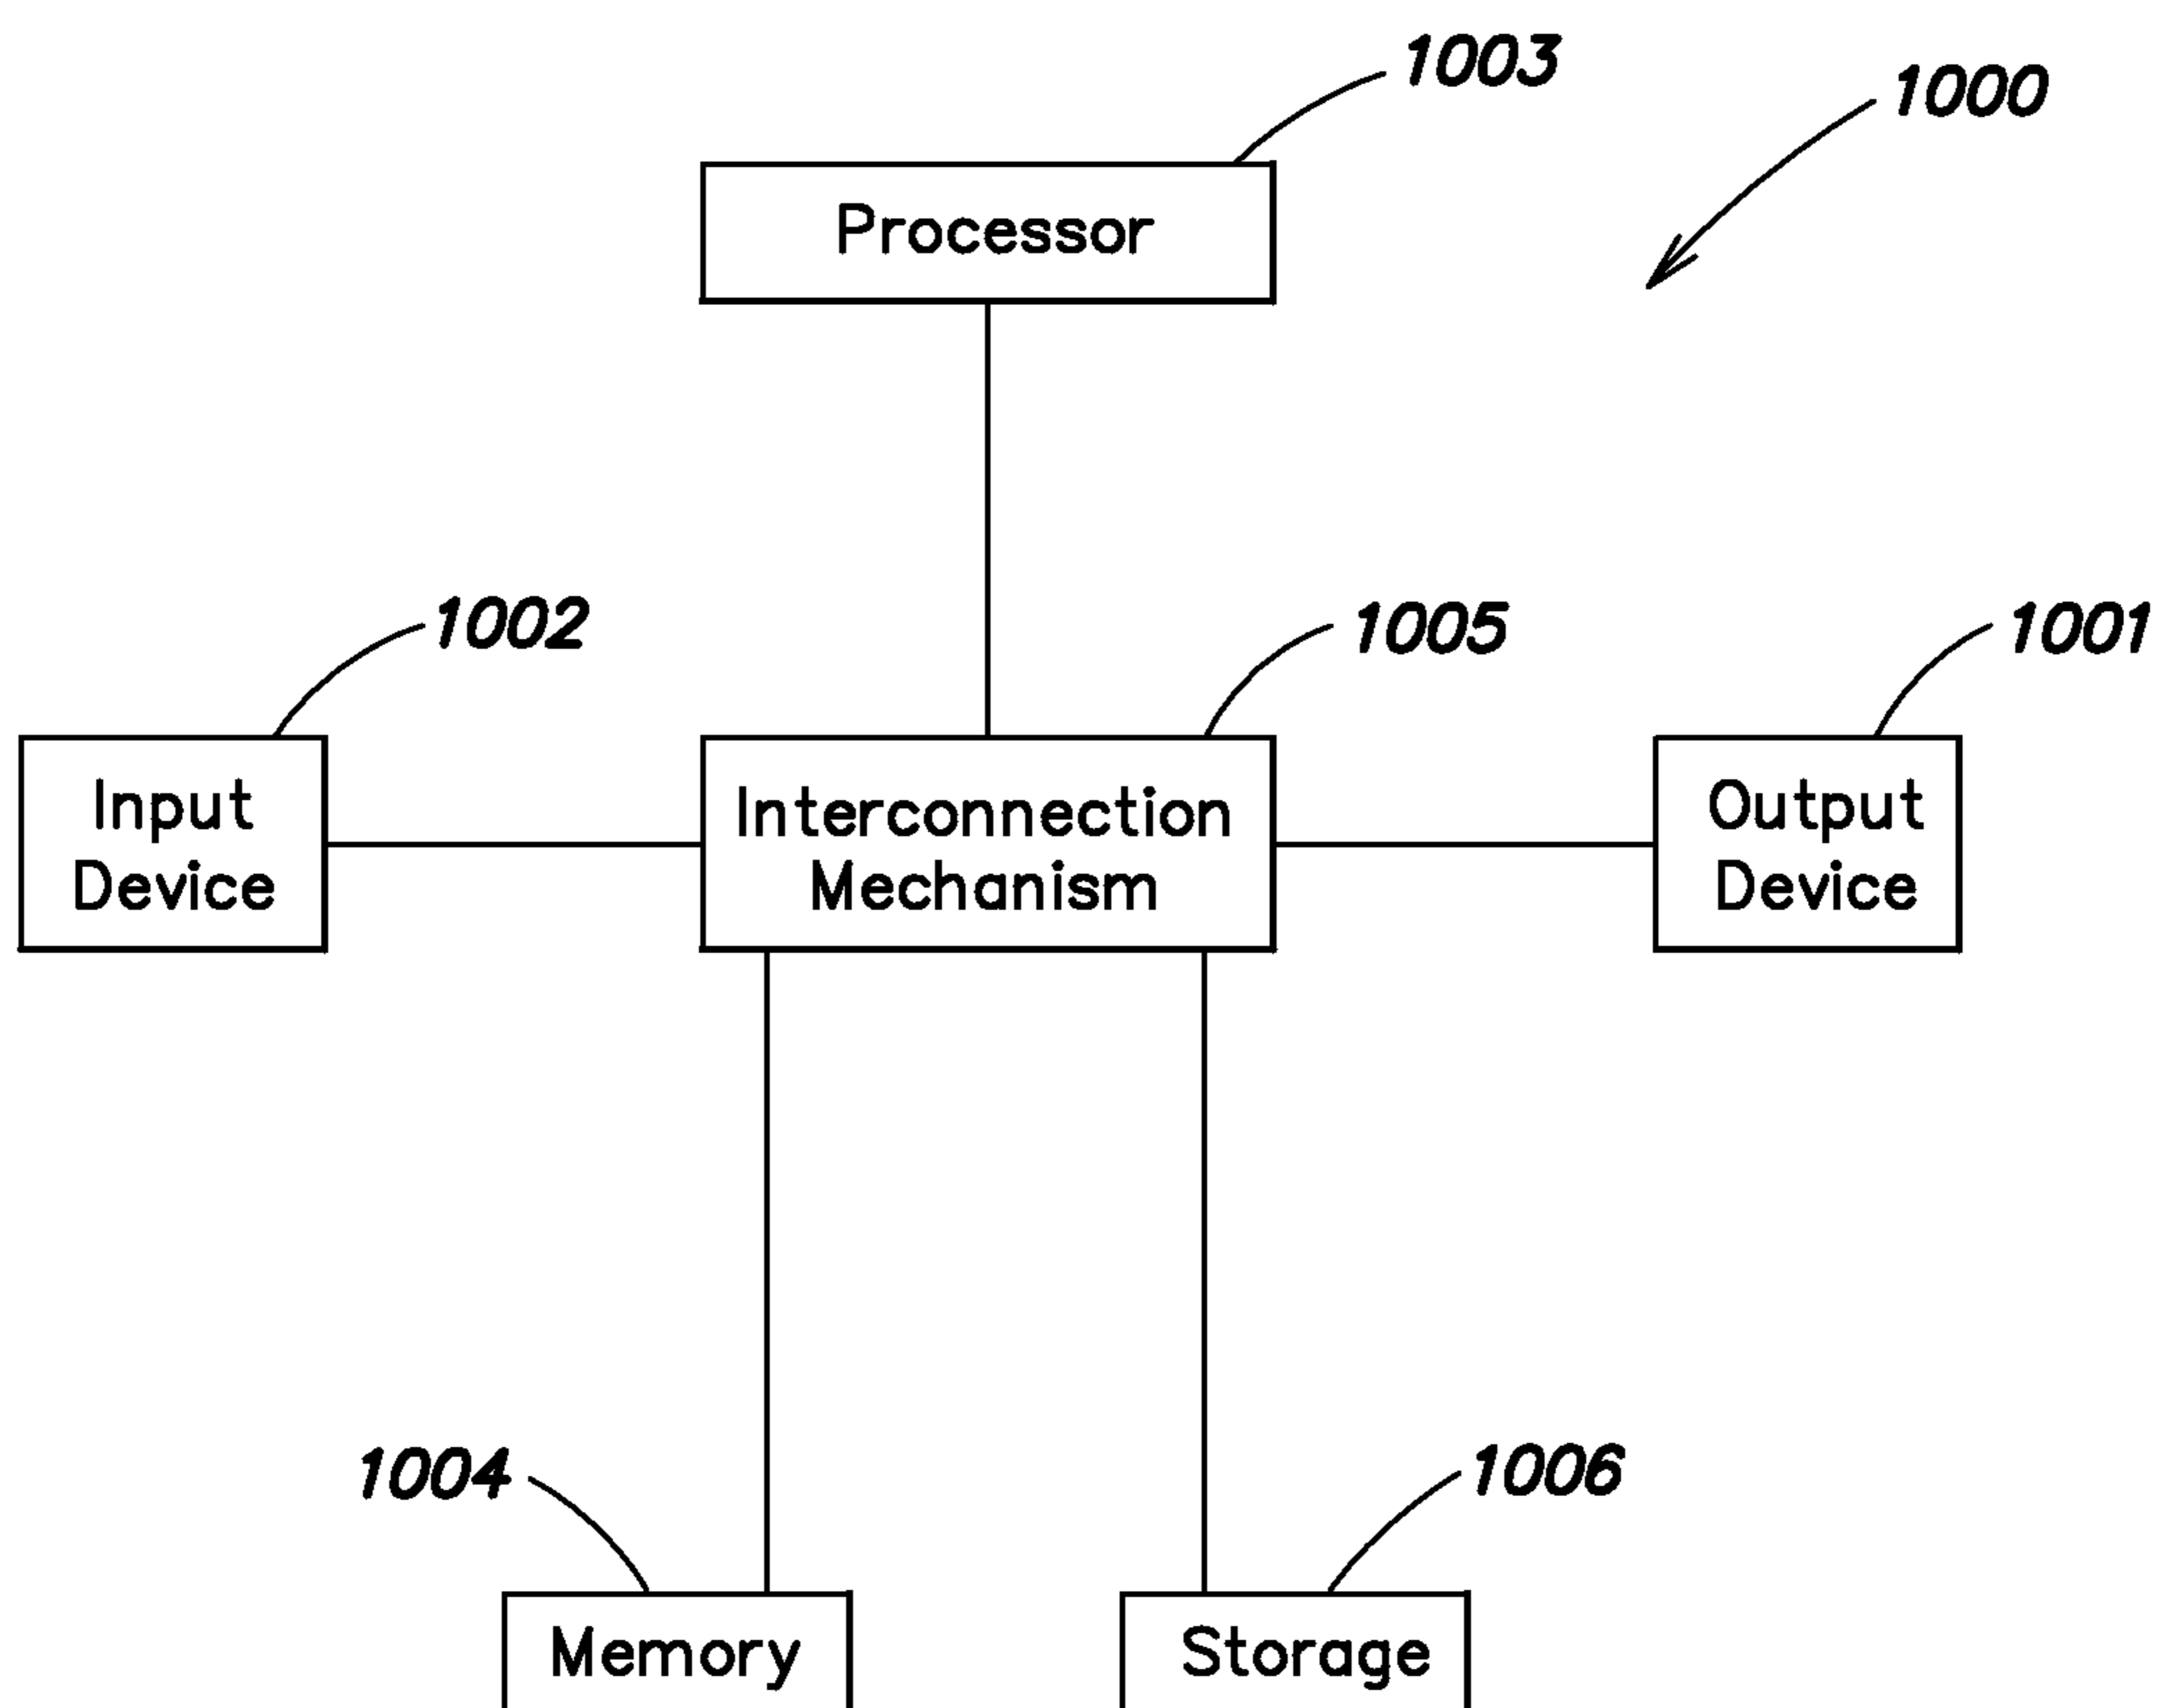 1003
1000
Processor
1002
1005
1001
Input
Device
Interconnection
Mechanism
Output
Device
1004
1006
Memory
Storage